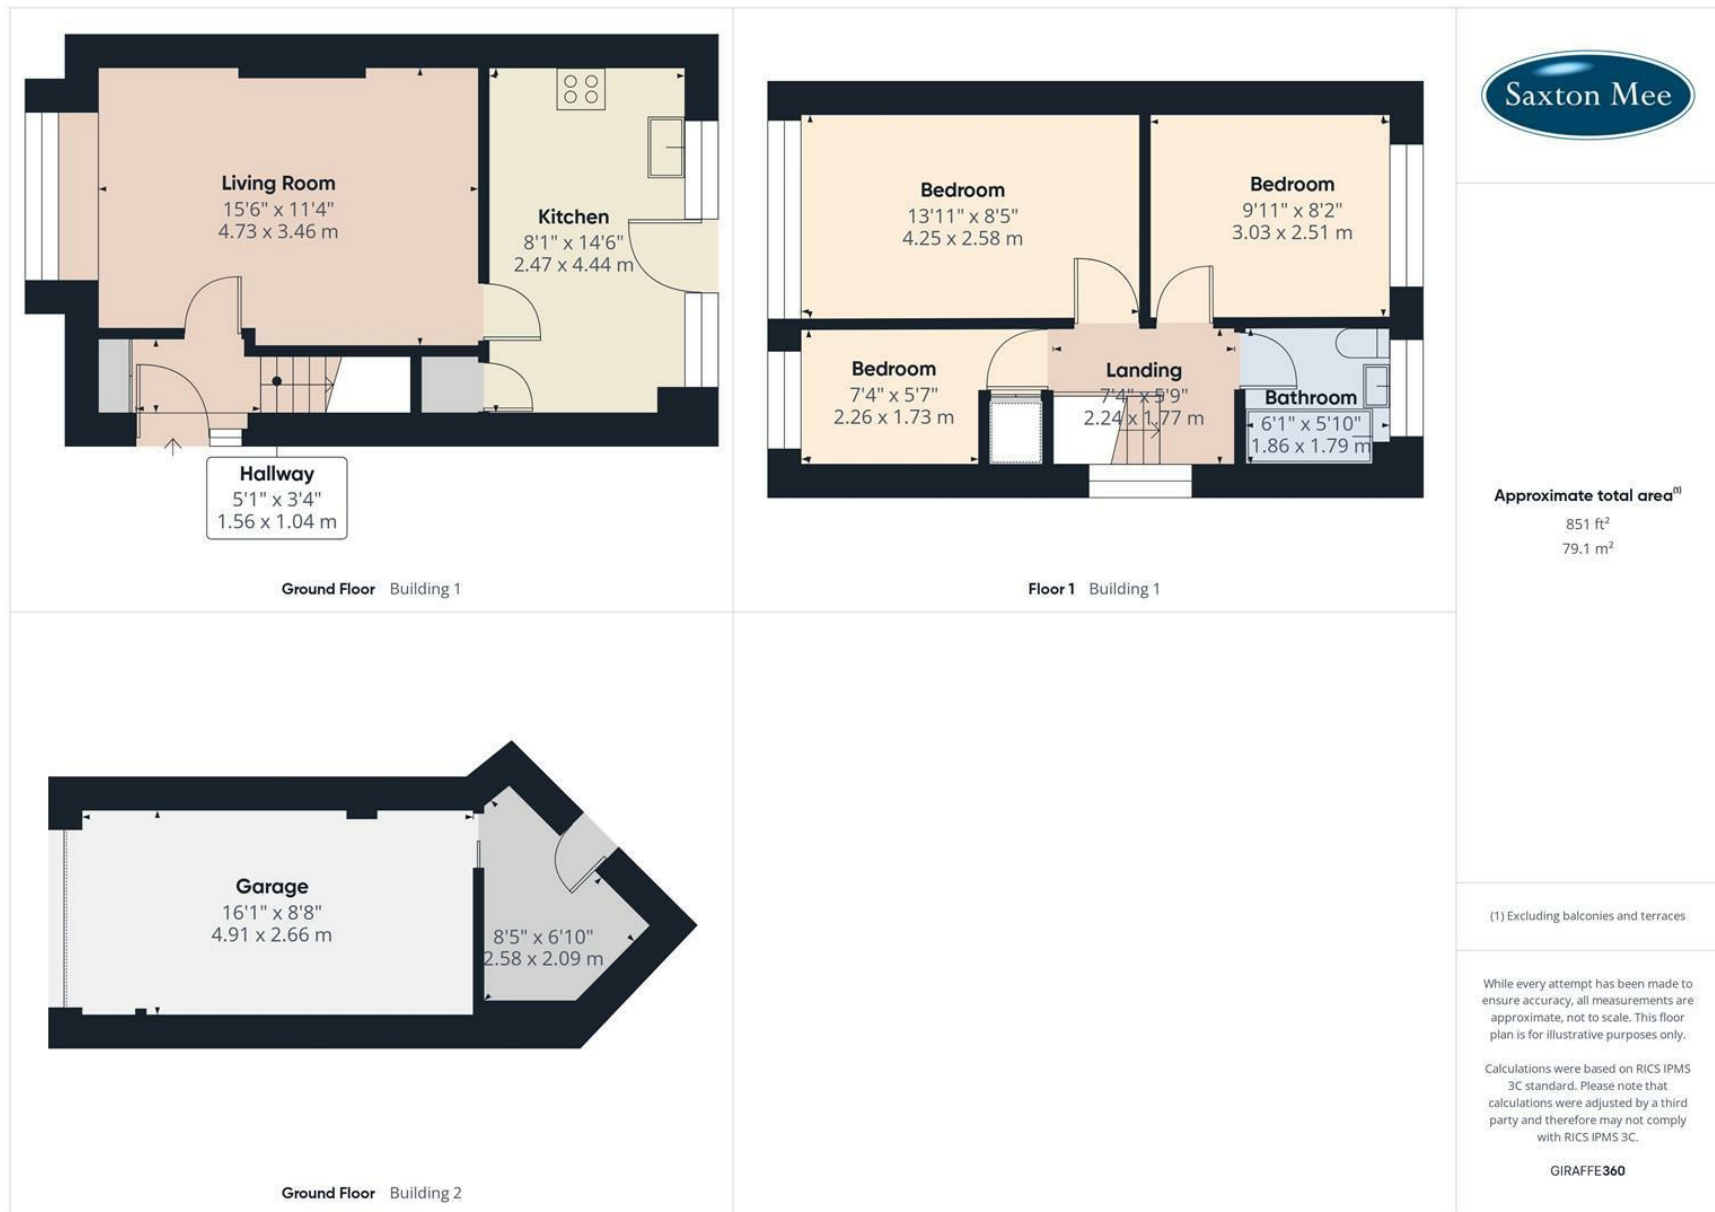 Living Room
15'6" x 11'4"
4.73 x 3.46 m
Kitchen
8'1" x 14'6"
2.47 x 4.44 m
Hallway
5'1" x 3'4"
1.56 x 1.04 m
Ground Floor Building 1
Bedroom
13'11" x 8'5"
4.25 x 2.58 m
Bedroom
9'11" x 8'2"
3.03 x 2.51 m
Bedroom
7'4" x 5'7"
2.26 x 1.73 m
Landing
7'4" x 5'9"
2.24 x 1.77 m
Bathroom
6'1" x 5'10"
1.86 x 1.79 m
Floor 1 Building 1
Garage
16'1" x 8'8"
4.91 x 2.66 m
8'5" x 6'10"
2.58 x 2.09 m
Ground Floor Building 2
Saxton Mee
Approximate total area⁽¹⁾
851 ft²
79.1 m²
(1) Excluding balconies and terraces
While every attempt has been made to
ensure accuracy, all measurements are
approximate, not to scale. This floor
plan is for illustrative purposes only.
Calculations were based on RICS IPMS
3C standard. Please note that
calculations were adjusted by a third
party and therefore may not comply
with RICS IPMS 3C.
GIRAFFE360